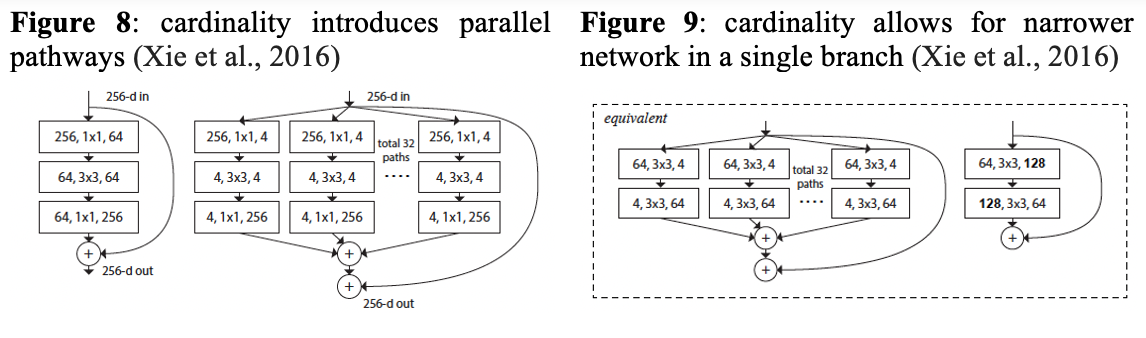 Figure 8: cardinality introduces parallel
pathways (Xie et al., 2016)
256-d in
256, 1x1, 64
64, 3x3, 64
64, 1x1, 256
+
256-d out
256-d in
256, 1x1, 4
256, 1x1, 4
total 32
paths
256, 1x1, 4
4, 3x3, 4
4, 3x3, 4
....
4, 3x3, 4
4, 1x1, 256
4, 1x1, 256
4, 1x1, 256
+
+
256-d out
Figure 9: cardinality allows for narrower
network in a single branch (Xie et al., 2016)
equivalent
64, 3x3, 4
64, 3x3, 4
total 32
paths
64, 3x3, 4
4, 3x3, 64
4, 3x3, 64
....
4, 3x3, 64
+
+
64, 3x3, 128
128, 3x3, 64
+